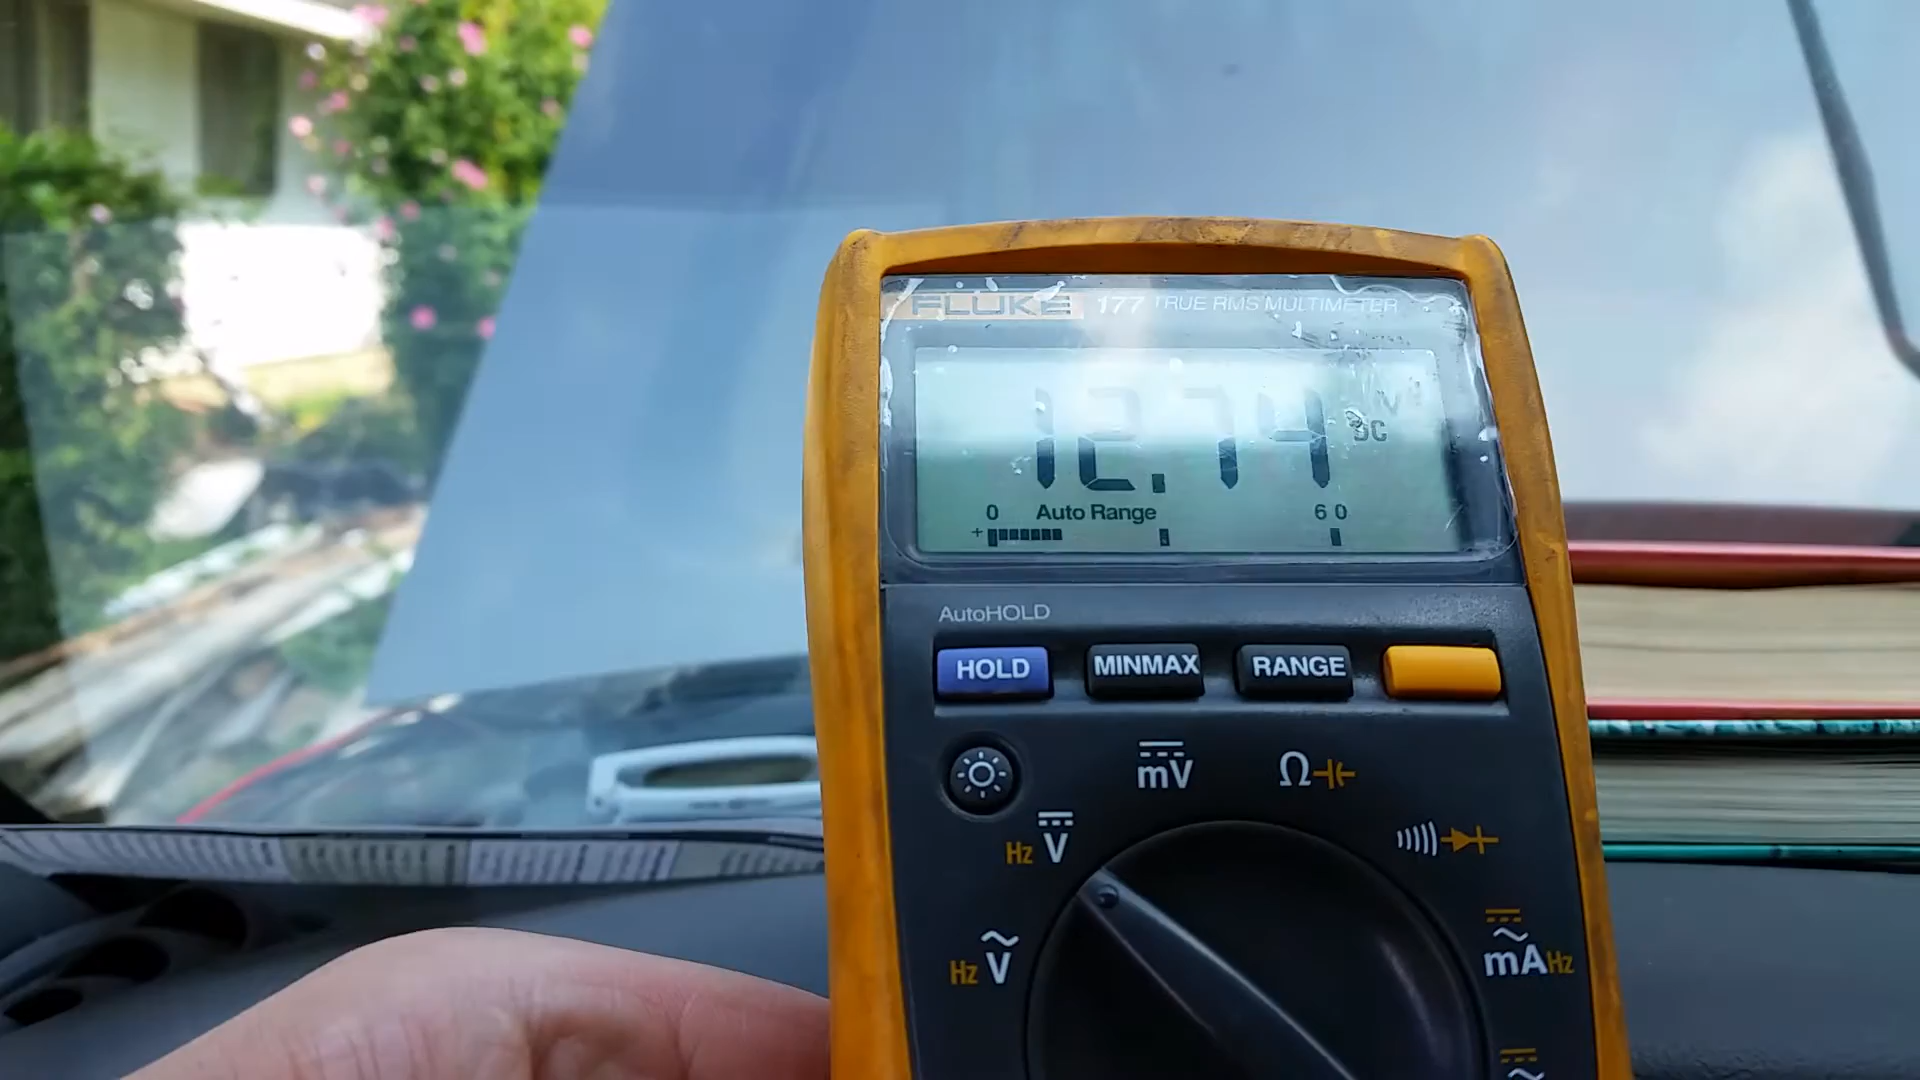 FLUKE 177 TRUE RMS MULTIMETER
12.74 V DC
0 Auto Range 60
+
AutoHOLD
HOLD MINMAX RANGE
mV Ω
Hz V
Hz V
mA Hz